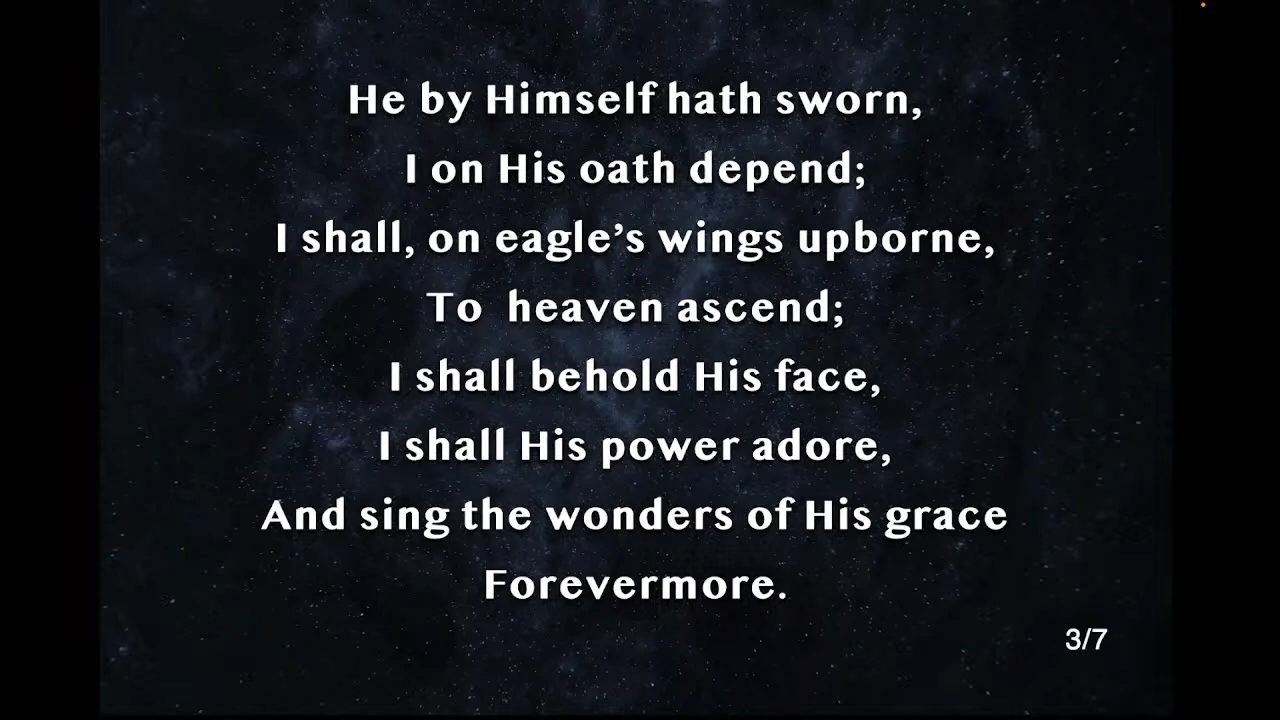 He by Himself hath sworn,
I on His oath depend;
I shall, on eagle’s wings upborne,
To  heaven ascend;
I shall behold His face,
I shall His power adore,
And sing the wonders of His grace
Forevermore.
3/7